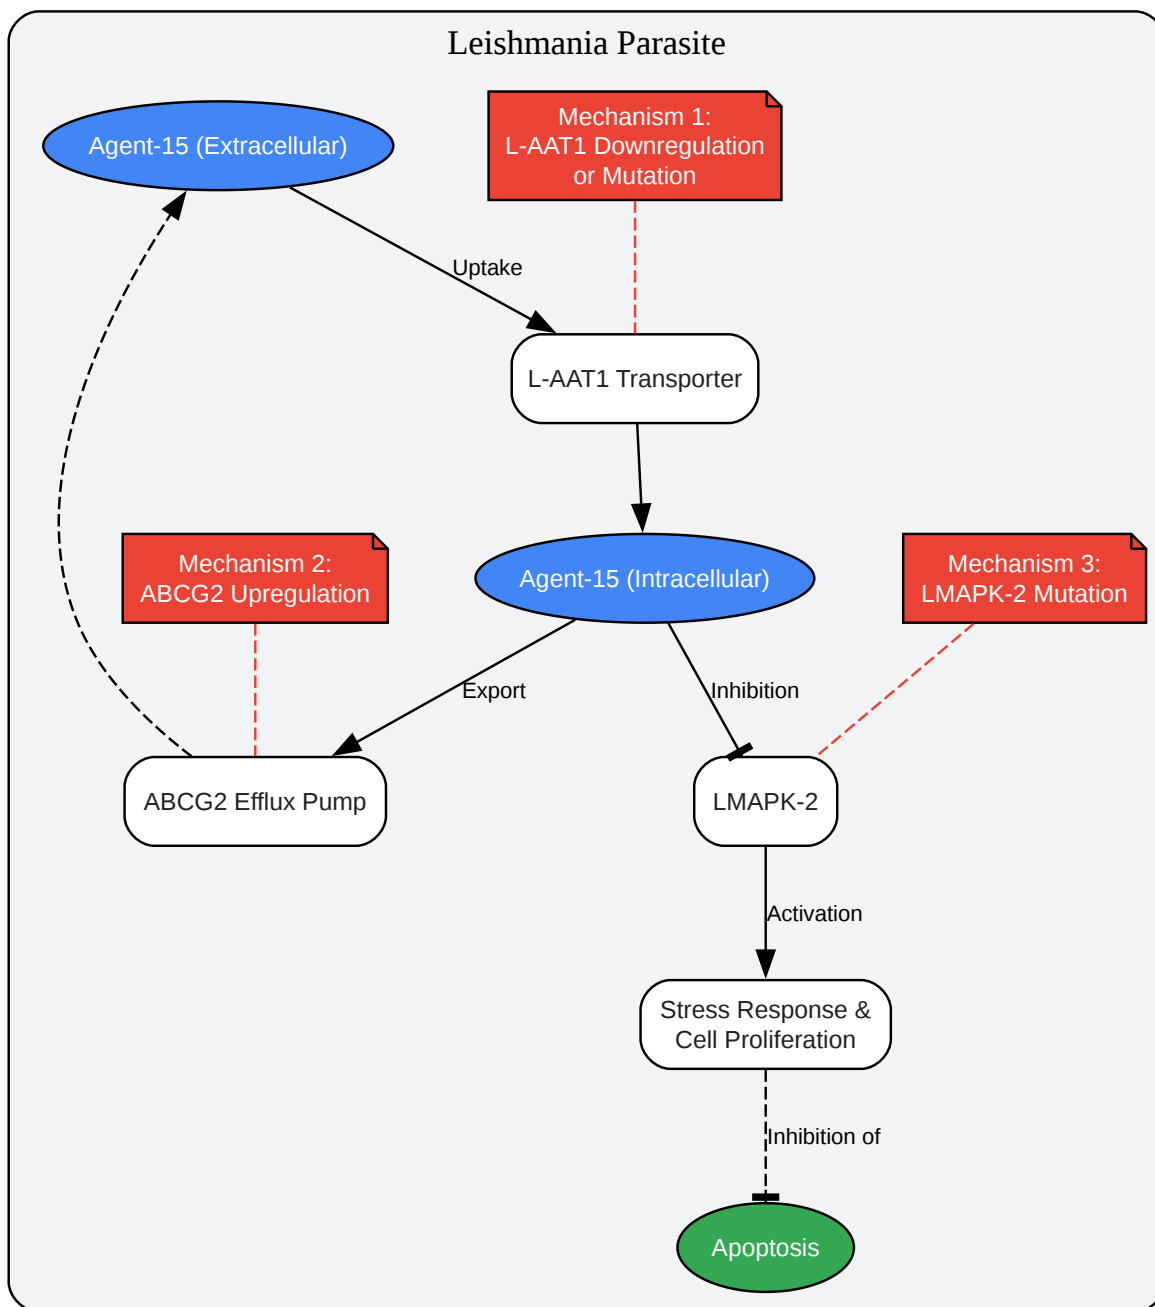 Leishmania Parasite
Agent-15 (Extracellular)
Mechanism 1:
L-AAT1 Downregulation
or Mutation
Uptake
L-AAT1 Transporter
Mechanism 2:
ABCG2 Upregulation
Agent-15 (Intracellular)
Mechanism 3:
LMAPK-2 Mutation
Export
Inhibition
ABCG2 Efflux Pump
LMAPK-2
Activation
Stress Response &
Cell Proliferation
Inhibition of
Apoptosis